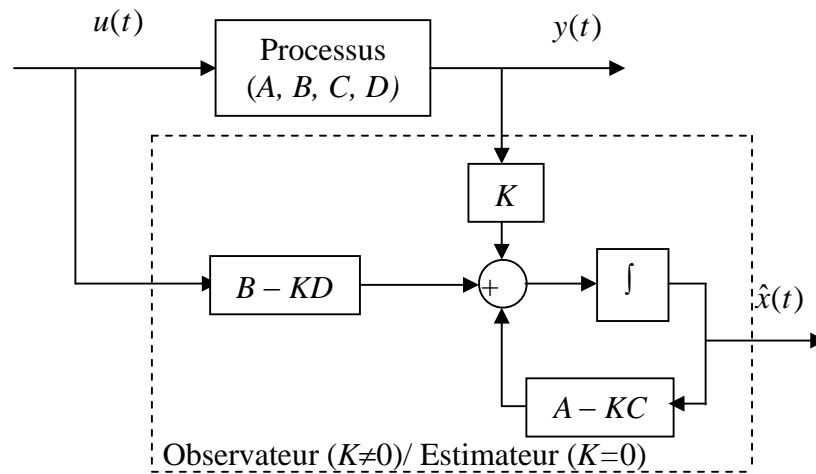 u(t)
y(t)
Processus
(A, B, C, D)
K
B – KD
+
∫
x̂(t)
A – KC
Observateur (K≠0)/ Estimateur (K=0)